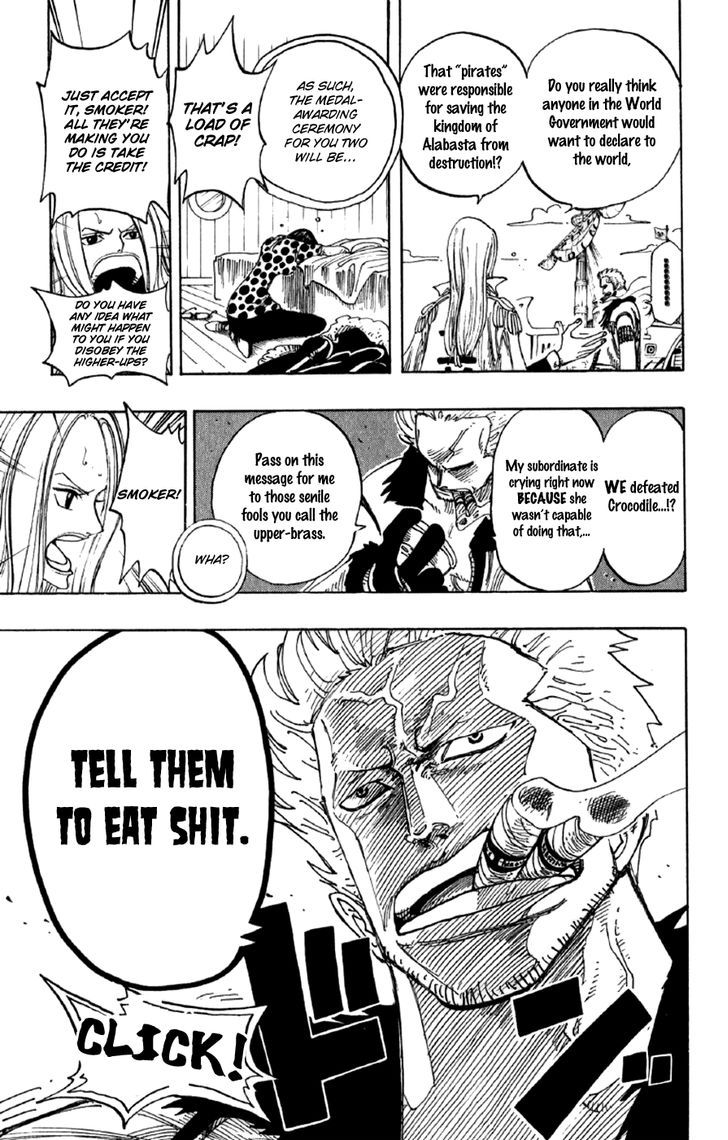 Do you really think
anyone in the World
Government would
want to declare to
the world,
That "pirates"
were responsible
for saving the
kingdom of
Alabasta from
destruction!?
AS SUCH,
THE MEDAL-
AWARDING
CEREMONY
FOR YOU TWO
WILL BE...
THAT'S A
LOAD OF
CRAP!
JUST ACCEPT
IT, SMOKER!
ALL THEY'RE
MAKING YOU
DO IS TAKE
THE CREDIT!
DO YOU HAVE
ANY IDEA WHAT
MIGHT HAPPEN
TO YOU IF YOU
DISOBEY THE
HIGHER-UPS?
WE defeated
Crocodile...!?
My subordinate is
crying right now
BECAUSE she
wasn't capable
of doing that,...
Pass on this
message for me
to those senile
fools you call the
upper-brass.
WHA?
SMOKER!
TELL THEM
TO EAT SHIT.
CLICK!